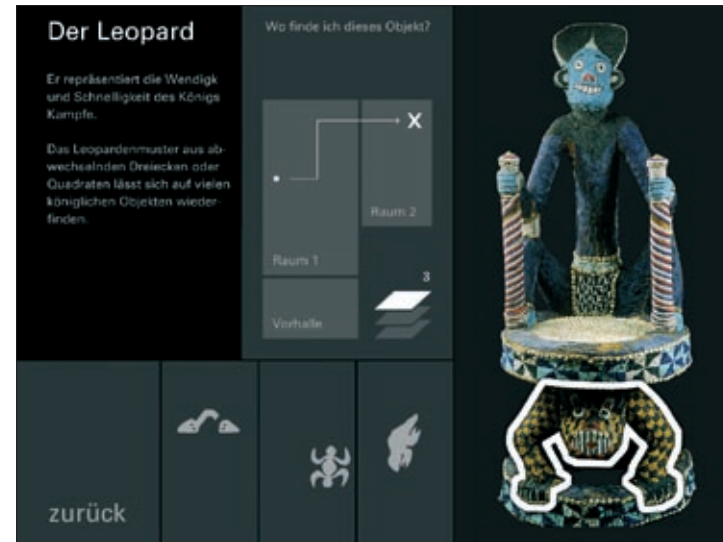 Der Leopard
Er repräsentiert die Wendigk
und Schnelligkeit des Königs
Kampfe.
Das Leopardenmuster aus ab-
wechselnden Dreiecken oder
Quadraten lässt sich auf vielen
königlichen Objekten wieder-
finden.
Wo finde ich dieses Objekt?
X
Raum 2
Raum 1
3
Vorhalle
zurück